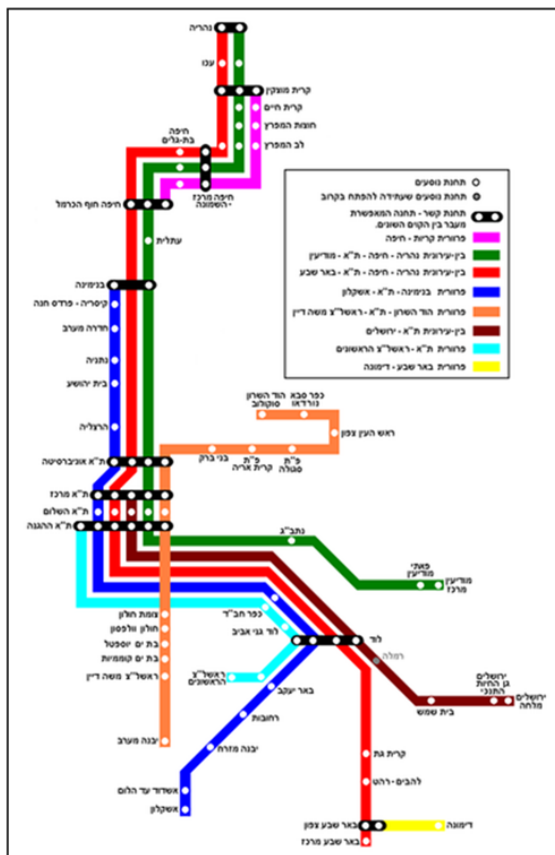 נהריה
עכו
קרית מוצקין
קרית חיים
חוצות המפרץ
לב המפרץ
חיפה
בת-גלים
חיפה מרכז
- השמונה
חיפה חוף הכרמל
עתלית
בנימינה
קיסריה - פרדס חנה
חדרה מערב
נתניה
בית יהושע
הרצליה
ת"א אוניברסיטה
ת"א מרכז
ת"א השלום
ת"א ההגנה
תחנת נוסעים
תחנת נוסעים שעתידה להפתח בקרוב
תחנת קשר - תחנה המאפשרת
מעבר בין הקוים השונים.
פרוורית קריות - חיפה
בין-עירונית נהריה - חיפה - ת"א - מודיעין
בין-עירונית נהריה - חיפה - ת"א - באר שבע
פרוורית בנימינה - ת"א - אשקלון
פרוורית הוד השרון - ת"א - ראשל"צ משה דיין
בין-עירונית ת"א - ירושלים
פרוורית ת"א - ראשל"צ הראשונים
פרוורית באר שבע - דימונה
הוד השרון
סוקולוב
כפר סבא
נורדאו
ראש העין צפון
פ"ת
סגולה
פ"ת
קרית אריה
בני ברק
נתב"ג
פאתי
מודיעין
מודיעין
מרכז
צומת חולון
חולון וולפסון
בת ים יוספטל
בת ים קוממיות
ראשל"צ משה דיין
יבנה מערב
כפר חב"ד
לוד גני אביב
לוד
רמלה
ראשל"צ
הראשונים
באר יעקב
רחובות
יבנה מזרח
אשדוד עד הלום
אשקלון
בית שמש
ירושלים
גן החיות
התנכי
ירושלים
מלחה
קרית גת
להבים - רהט
באר שבע צפון
דימונה
באר שבע מרכז